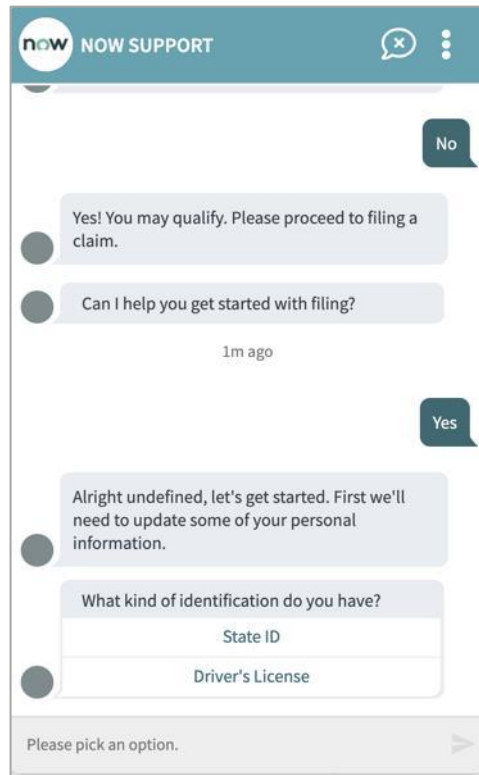 now NOW SUPPORT
No
Yes! You may qualify. Please proceed to filing a
claim.
Can I help you get started with filing?
1m ago
Yes
Alright undefined, let's get started. First we'll
need to update some of your personal
information.
What kind of identification do you have?
State ID
Driver's License
Please pick an option.